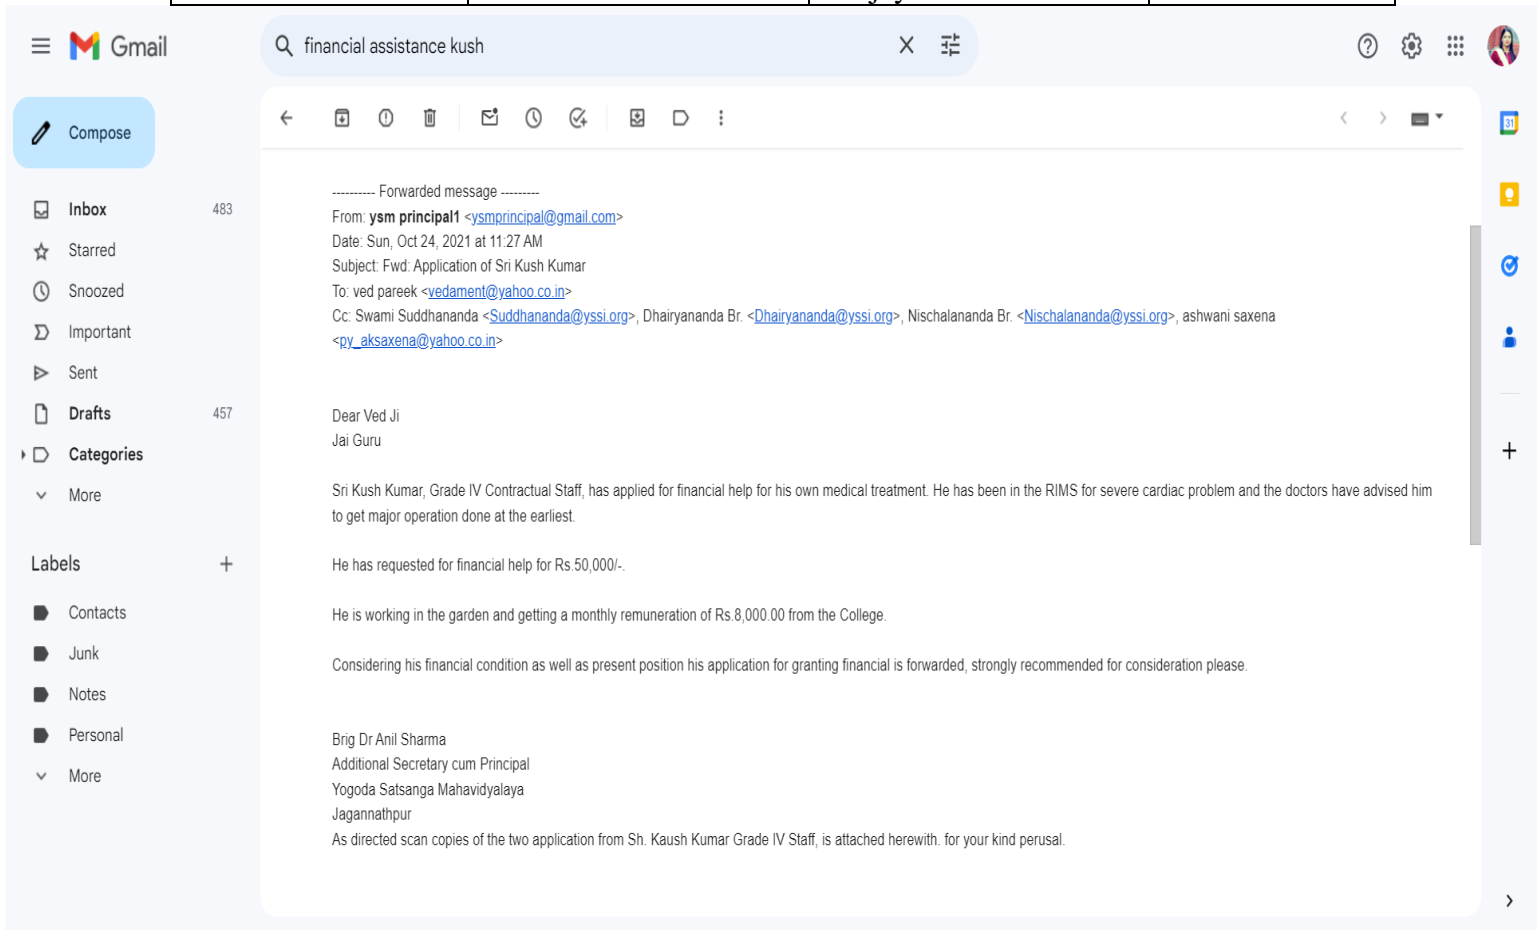 Gmail
financial assistance kush
Compose
Inbox 483
Starred
Snoozed
Important
Sent
Drafts 457
Categories
More
Labels
Contacts
Junk
Notes
Personal
More
---------- Forwarded message ---------
From: ysm principal1 <ysmprincipal@gmail.com>
Date: Sun, Oct 24, 2021 at 11:27 AM
Subject: Fwd: Application of Sri Kush Kumar
To: ved pareek <vedament@yahoo.co.in>
Cc: Swami Suddhananda <Suddhananda@yssi.org>, Dhairyananda Br. <Dhairyananda@yssi.org>, Nischalananda Br. <Nischalananda@yssi.org>, ashwani saxena
<py_aksaxena@yahoo.co.in>
Dear Ved Ji
Jai Guru
Sri Kush Kumar, Grade IV Contractual Staff, has applied for financial help for his own medical treatment. He has been in the RIMS for severe cardiac problem and the doctors have advised him
to get major operation done at the earliest.
He has requested for financial help for Rs.50,000/-.
He is working in the garden and getting a monthly remuneration of Rs.8,000.00 from the College.
Considering his financial condition as well as present position his application for granting financial is forwarded, strongly recommended for consideration please.
Brig Dr Anil Sharma
Additional Secretary cum Principal
Yogoda Satsanga Mahavidyalaya
Jagannathpur
As directed scan copies of the two application from Sh. Kaush Kumar Grade IV Staff, is attached herewith. for your kind perusal.
31